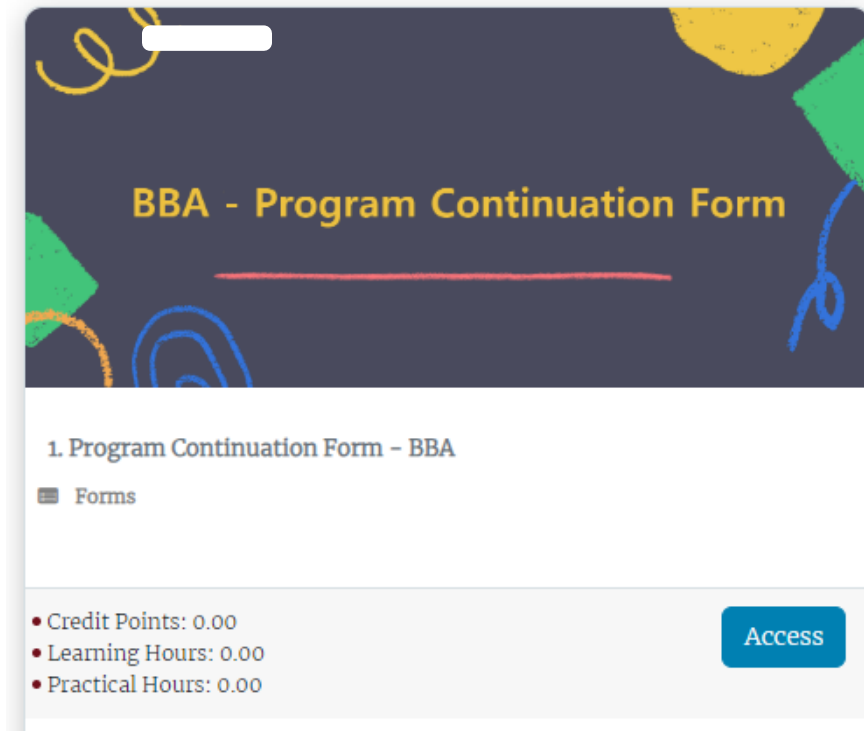 BBA - Program Continuation Form
1. Program Continuation Form – BBA
Forms
• Credit Points: 0.00
• Learning Hours: 0.00
• Practical Hours: 0.00
Access